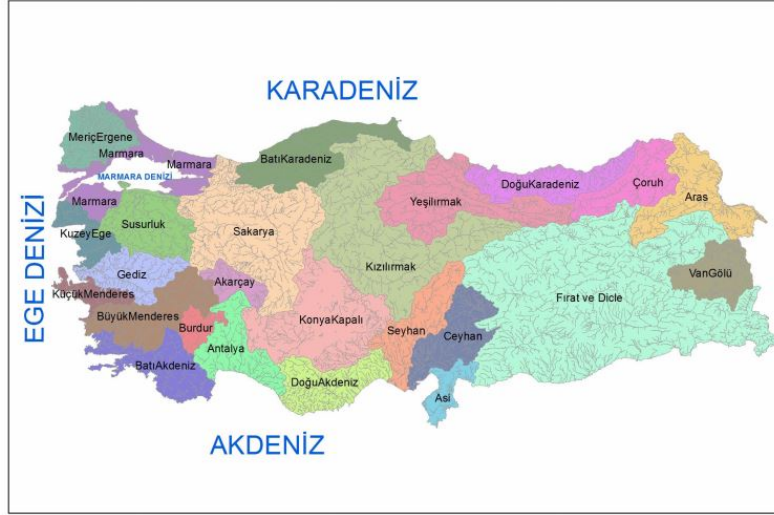 KARADENİZ
MeriçErgene
Marmara
Marmara
BatıKaradeniz
MARMARA DENİZİ
Yeşilırmak
DoğuKaradeniz
Çoruh
Aras
Marmara
Susurluk
KuzeyEge
Sakarya
EGE DENİZİ
Gediz
Akarçay
Kızılırmak
VanGölü
KüçükMenderes
Fırat ve Dicle
BüyükMenderes
Burdur
KonyaKapalı
Seyhan
Ceyhan
Antalya
BatıAkdeniz
DoğuAkdeniz
Asi
AKDENİZ